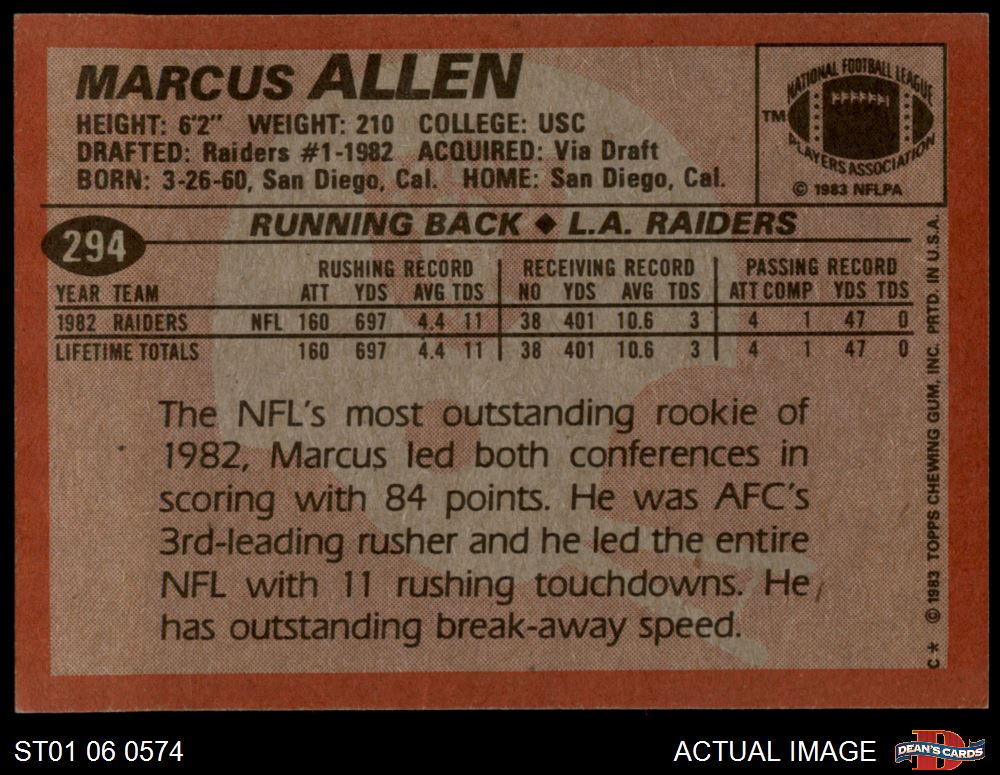 MARCUS ALLEN
HEIGHT: 6'2" WEIGHT: 210 COLLEGE: USC
DRAFTED: Raiders #1-1982 ACQUIRED: Via Draft
BORN: 3-26-60, San Diego, Cal. HOME: San Diego, Cal.
NATIONAL FOOTBALL LEAGUE
TM
PLAYERS ASSOCIATION
© 1983 NFLPA
294
RUNNING BACK ◆ L.A. RAIDERS
RUSHING RECORD RECEIVING RECORD PASSING RECORD
YEAR TEAM ATT YDS AVG TDS NO YDS AVG TDS ATT COMP YDS TDS
1982 RAIDERS NFL 160 697 4.4 11 38 401 10.6 3 4 1 47 0
LIFETIME TOTALS 160 697 4.4 11 38 401 10.6 3 4 1 47 0
The NFL's most outstanding rookie of
1982, Marcus led both conferences in
scoring with 84 points. He was AFC's
3rd-leading rusher and he led the entire
NFL with 11 rushing touchdowns. He
has outstanding break-away speed.
C* © 1983 TOPPS CHEWING GUM, INC. PRTD. IN U.S.A.
ST01 06 0574
ACTUAL IMAGE
D
DEAN'S CARDS